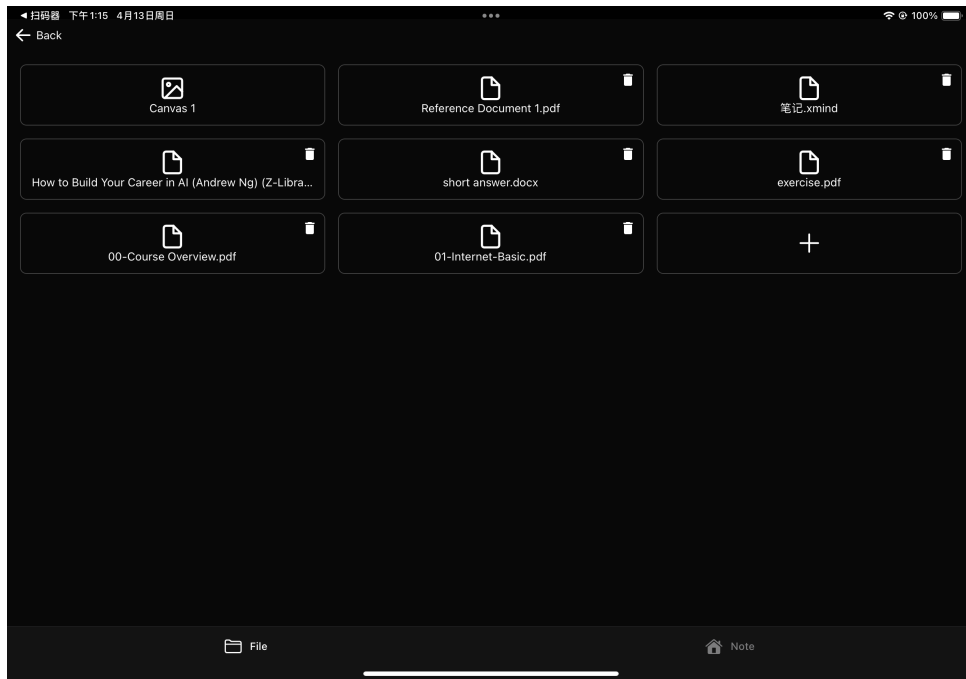 ◀扫码器 下午1:15 4月13日周日 100%
Back
Canvas 1
Reference Document 1.pdf
笔记.xmind
How to Build Your Career in AI (Andrew Ng) (Z-Libra...
short answer.docx
exercise.pdf
00-Course Overview.pdf
01-Internet-Basic.pdf
File
Note